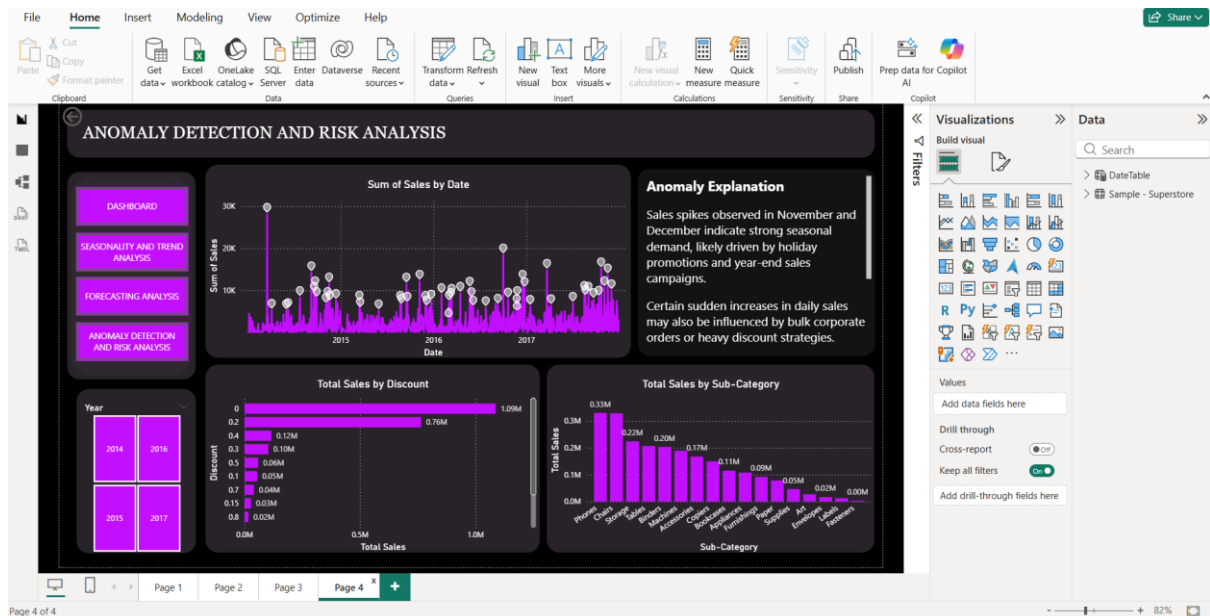 File Home Insert Modeling View Optimize Help
Share
Paste
Cut
Copy
Format painter
Clipboard
Get data
Excel workbook
OneLake catalog
SQL Server
Enter data
Dataverse
Recent sources
Data
Transform data
Refresh
Queries
New visual
Text box
More visuals
Insert
New visual calculation
New measure
Quick measure
Calculations
Sensitivity
Sensitivity
Publish
Share
Prep data for AI
Copilot
Copilot
ANOMALY DETECTION AND RISK ANALYSIS
DASHBOARD
SEASONALITY AND TREND
ANALYSIS
FORECASTING ANALYSIS
ANOMALY DETECTION
AND RISK ANALYSIS
Year
2014 2016
2015 2017
Sum of Sales by Date
Sum of Sales
30K
20K
10K
2015 2016 2017
Date
Anomaly Explanation
Sales spikes observed in November and
December indicate strong seasonal
demand, likely driven by holiday
promotions and year-end sales
campaigns.
Certain sudden increases in daily sales
may also be influenced by bulk corporate
orders or heavy discount strategies.
Total Sales by Discount
Discount
0 1.09M
0.2 0.76M
0.4 0.12M
0.3 0.10M
0.5 0.06M
0.1 0.05M
0.7 0.04M
0.15 0.03M
0.8 0.02M
0.0M 0.5M 1.0M
Total Sales
Total Sales by Sub-Category
Total Sales
0.3M
0.2M
0.1M
0.0M
0.33M 0.22M 0.20M 0.17M 0.11M 0.09M 0.05M 0.02M 0.00M
Phones Chairs Storage Tables Binders Machines Accessories Copiers Bookcases Appliances Furnishings Paper Supplies Art Envelopes Labels Fasteners
Sub-Category
Filters
Visualizations
Build visual
R Py
Values
Add data fields here
Drill through
Cross-report Off
Keep all filters On
Add drill-through fields here
Data
Search
DateTable
Sample - Superstore
Page 1 Page 2 Page 3 Page 4 x +
Page 4 of 4
- + 82%